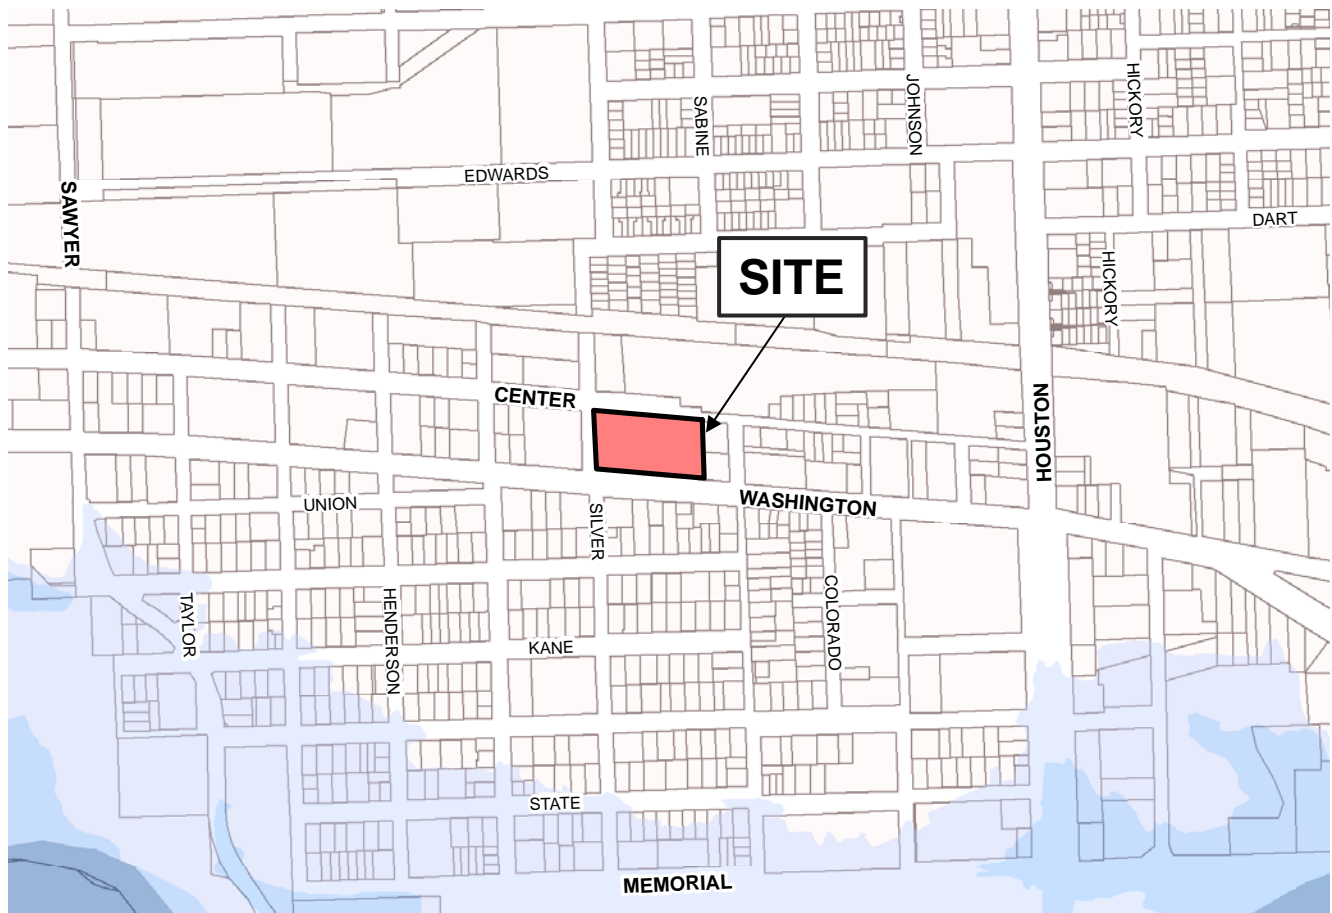 HICKORY
JOHNSON
SABINE
EDWARDS
SAWYER
DART
SITE
HICKORY
CENTER
HOUSTON
WASHINGTON
UNION
SILVER
COLORADO
TAYLOR
HENDERSON
KANE
STATE
MEMORIAL